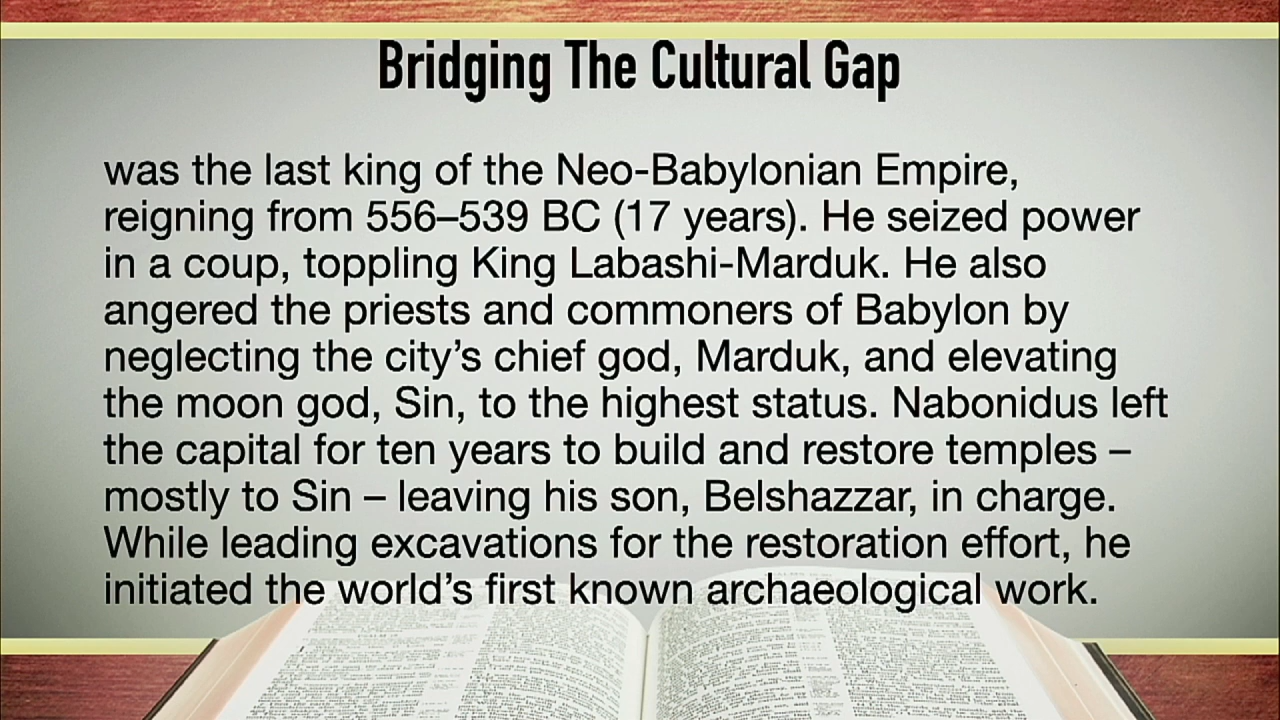 Bridging The Cultural Gap
was the last king of the Neo-Babylonian Empire,
reigning from 556–539 BC (17 years). He seized power
in a coup, toppling King Labashi-Marduk. He also
angered the priests and commoners of Babylon by
neglecting the city’s chief god, Marduk, and elevating
the moon god, Sin, to the highest status. Nabonidus left
the capital for ten years to build and restore temples –
mostly to Sin – leaving his son, Belshazzar, in charge.
While leading excavations for the restoration effort, he
initiated the world’s first known archaeological work.